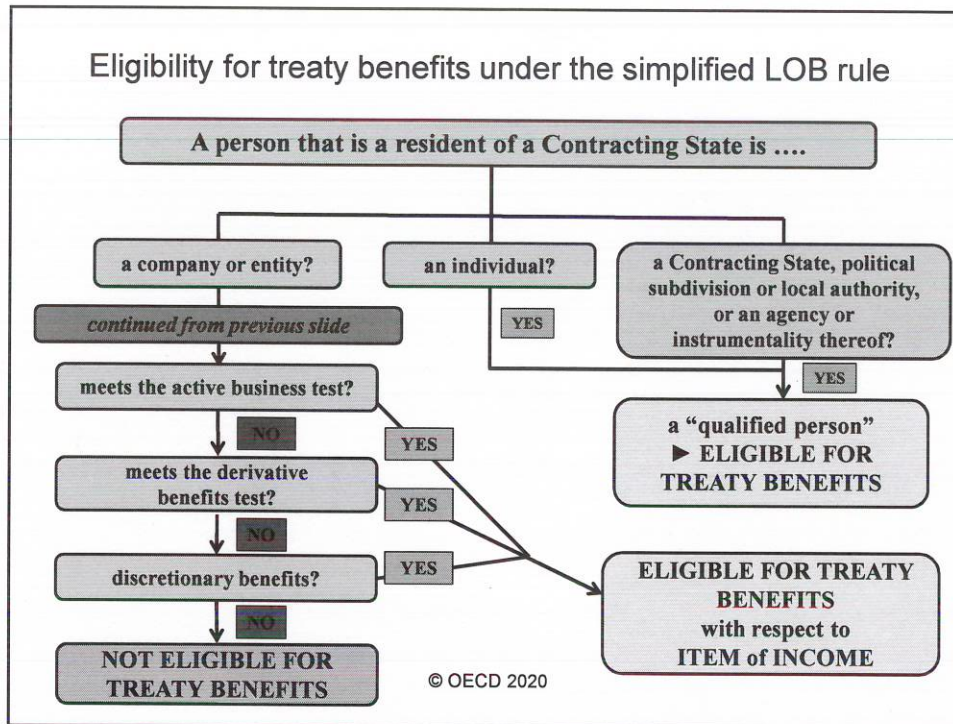 Eligibility for treaty benefits under the simplified LOB rule
A person that is a resident of a Contracting State is ….
a company or entity?
an individual?
a Contracting State, political
subdivision or local authority,
or an agency or
instrumentality thereof?
continued from previous slide
YES
YES
meets the active business test?
NO
YES
a “qualified person”
► ELIGIBLE FOR
TREATY BENEFITS
meets the derivative
benefits test?
YES
NO
discretionary benefits?
YES
ELIGIBLE FOR TREATY
BENEFITS
with respect to
ITEM of INCOME
NO
NOT ELIGIBLE FOR
TREATY BENEFITS
© OECD 2020